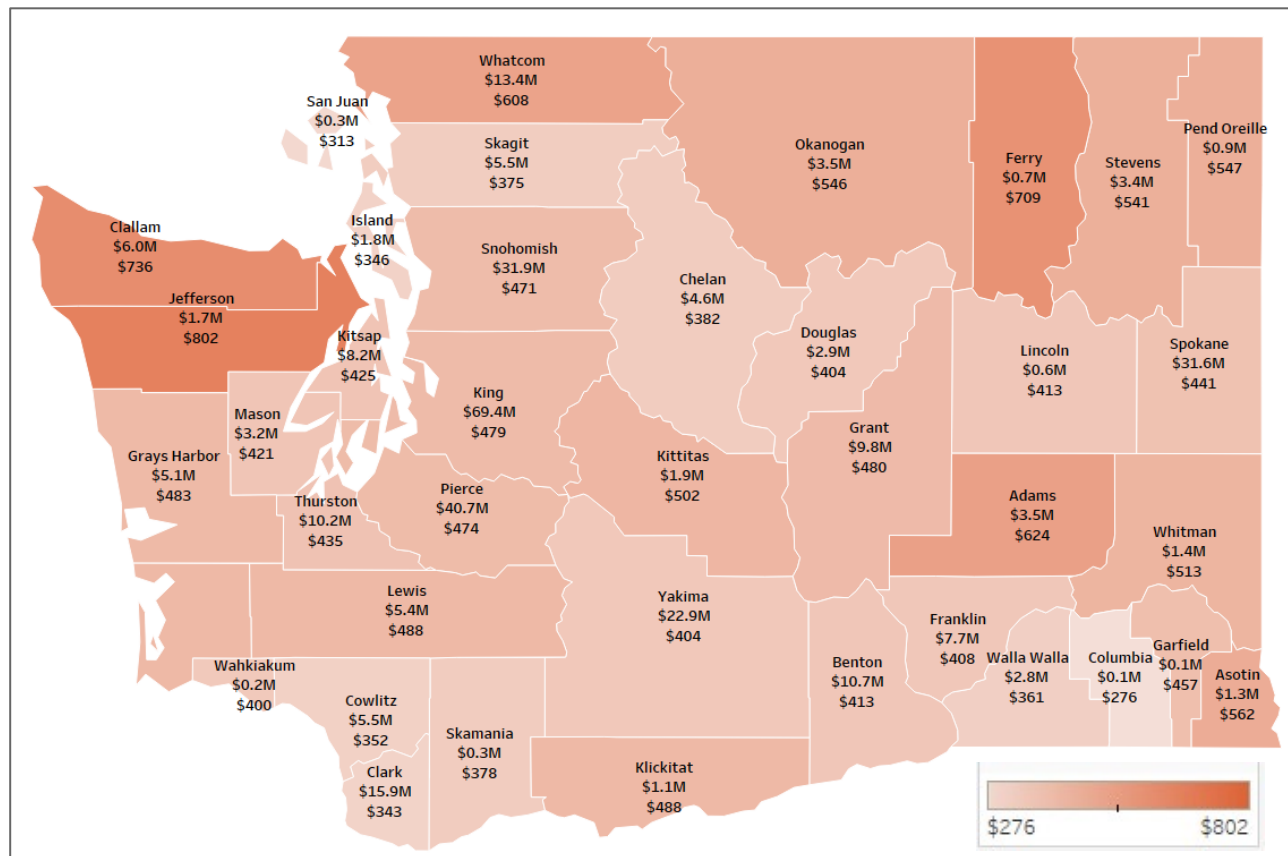 Whatcom
$13.4M
$608
San Juan
$0.3M
$313
Skagit
$5.5M
$375
Okanogan
$3.5M
$546
Ferry
$0.7M
$709
Stevens
$3.4M
$541
Pend Oreille
$0.9M
$547
Clallam
$6.0M
$736
Island
$1.8M
$346
Snohomish
$31.9M
$471
Chelan
$4.6M
$382
Jefferson
$1.7M
$802
Kitsap
$8.2M
$425
Douglas
$2.9M
$404
Lincoln
$0.6M
$413
Spokane
$31.6M
$441
King
$69.4M
$479
Mason
$3.2M
$421
Grant
$9.8M
$480
Grays Harbor
$5.1M
$483
Kittitas
$1.9M
$502
Thurston
$10.2M
$435
Pierce
$40.7M
$474
Adams
$3.5M
$624
Whitman
$1.4M
$513
Lewis
$5.4M
$488
Yakima
$22.9M
$404
Franklin
$7.7M
$408
Benton
$10.7M
$413
Walla Walla
$2.8M
$361
Columbia
$0.1M
$276
Garfield
$0.1M
$457
Asotin
$1.3M
$562
Wahkiakum
$0.2M
$400
Cowlitz
$5.5M
$352
Skamania
$0.3M
$378
Clark
$15.9M
$343
Klickitat
$1.1M
$488
$276 $802